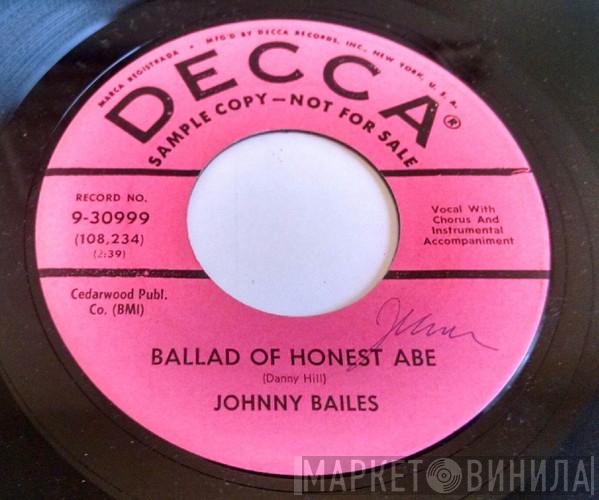 MARCA REGISTRADA • MFG'D BY DECCA RECORDS, INC., NEW YORK, U. S. A.
DECCA®
SAMPLE COPY—NOT FOR SALE
RECORD NO.
9-30999
(108,234)
(2:39)
Vocal With
Chorus And
Instrumental
Accompaniment
Cedarwood Publ.
Co. (BMI)
BALLAD OF HONEST ABE
(Danny Hill)
JOHNNY BAILES
МАРКЕТ ВИНИЛА